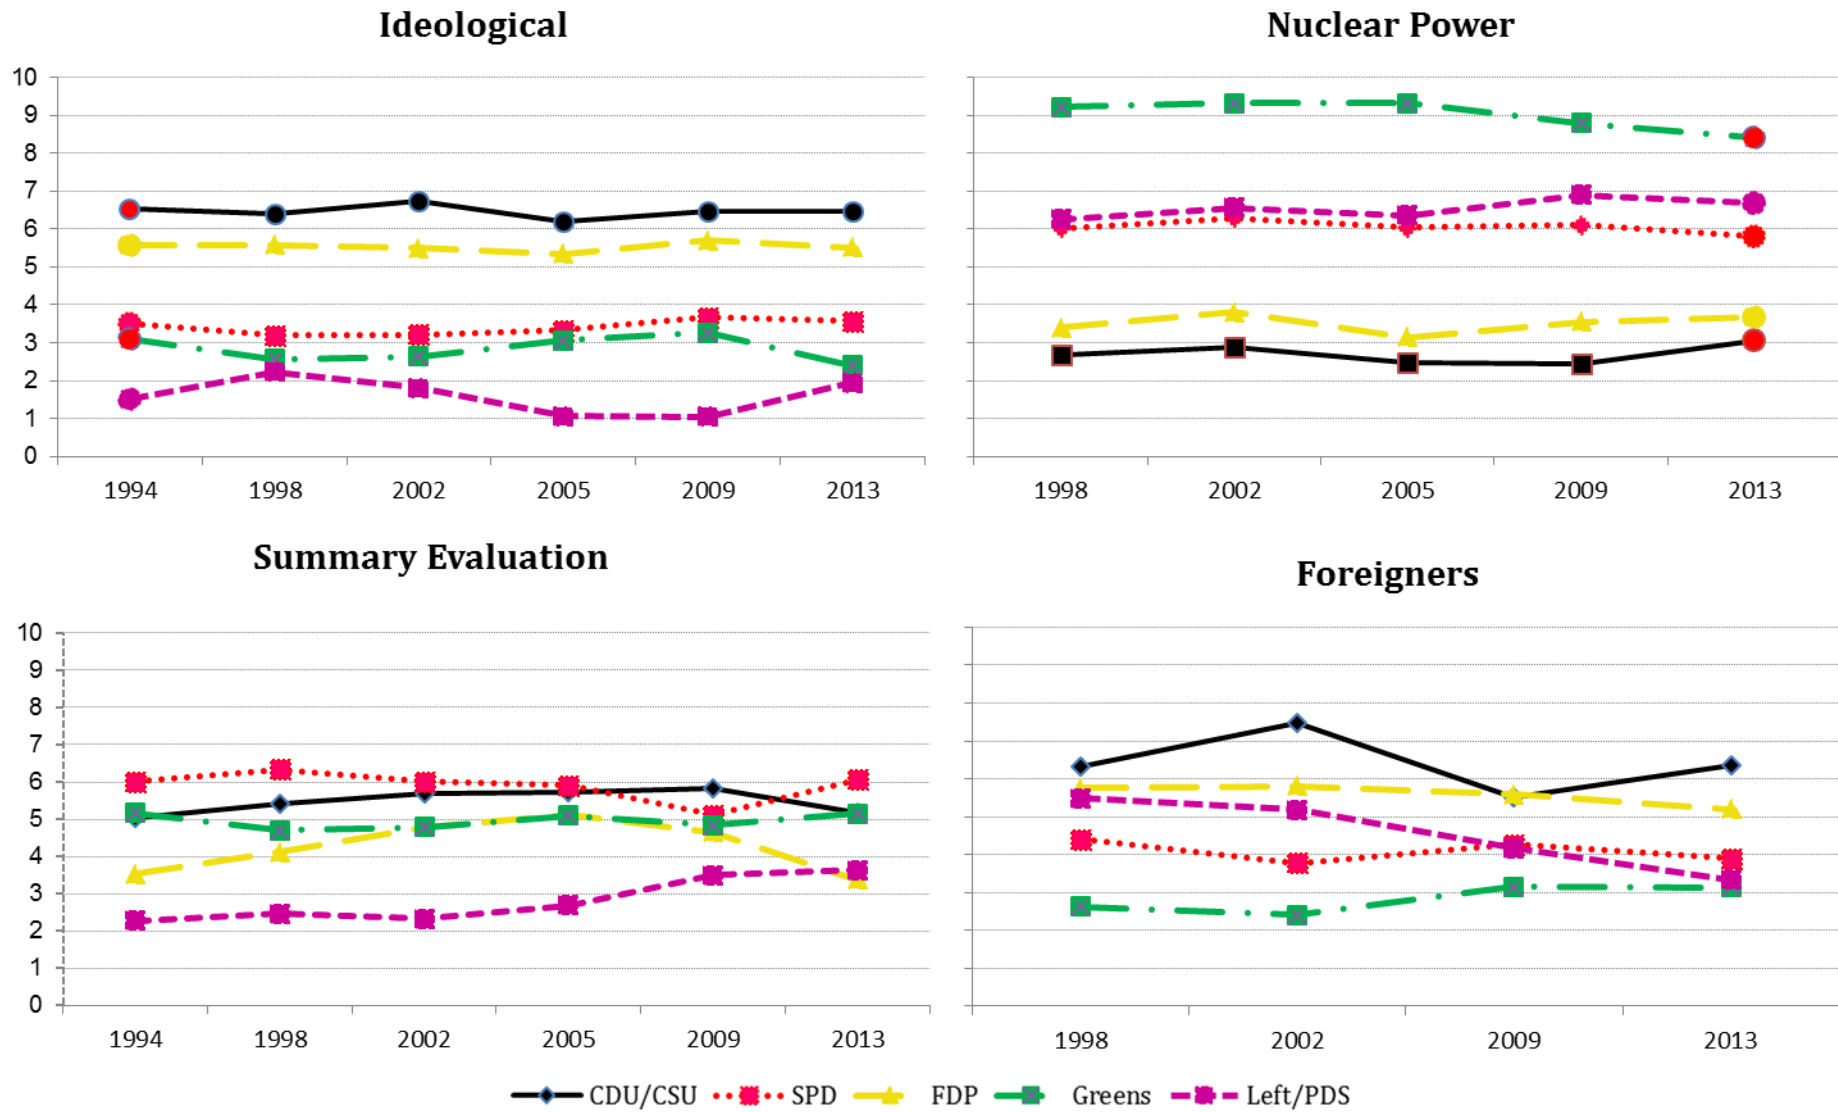 Ideological
10
9
8
7
6
5
4
3
2
1
0
1994 1998 2002 2005 2009 2013
Nuclear Power
1998 2002 2005 2009 2013
Summary Evaluation
10
9
8
7
6
5
4
3
2
1
0
1994 1998 2002 2005 2009 2013
Foreigners
1998 2002 2009 2013
CDU/CSU SPD FDP Greens Left/PDS